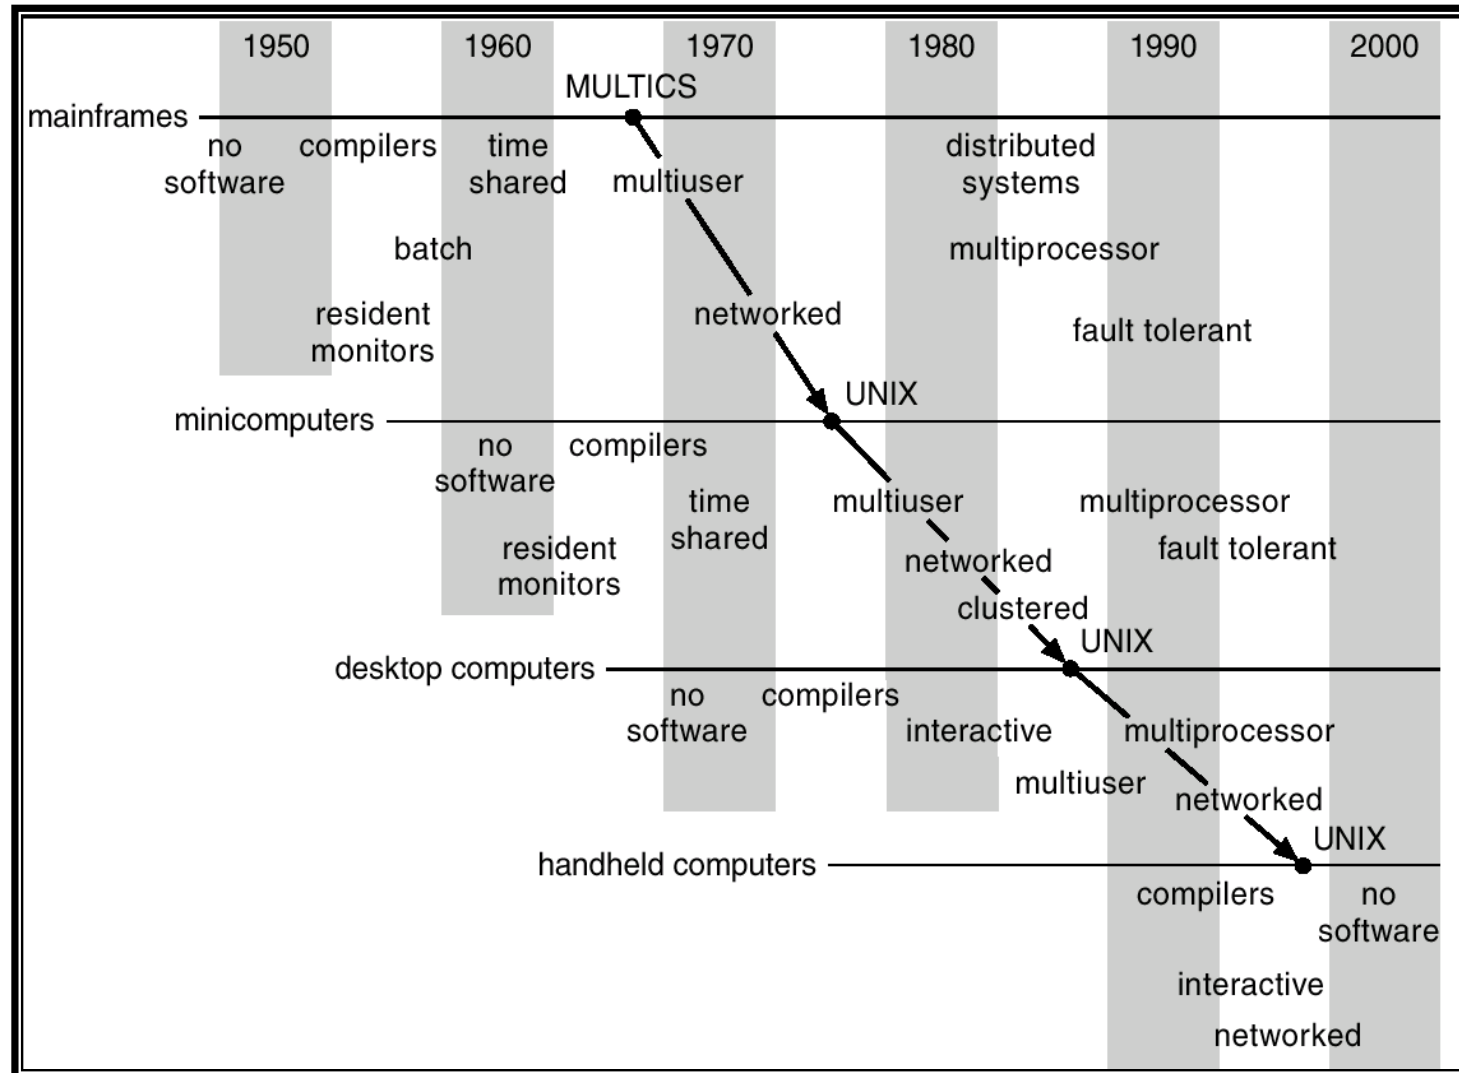 1950 1960 1970 1980 1990 2000
MULTICS
mainframes
no compilers time distributed
software shared multiuser systems
batch multiprocessor
resident networked fault tolerant
monitors
UNIX
minicomputers
no compilers
software time multiuser multiprocessor
shared
resident networked fault tolerant
monitors
clustered
UNIX
desktop computers
no compilers
software interactive multiprocessor
multiuser
networked
UNIX
handheld computers
compilers no
software
interactive
networked